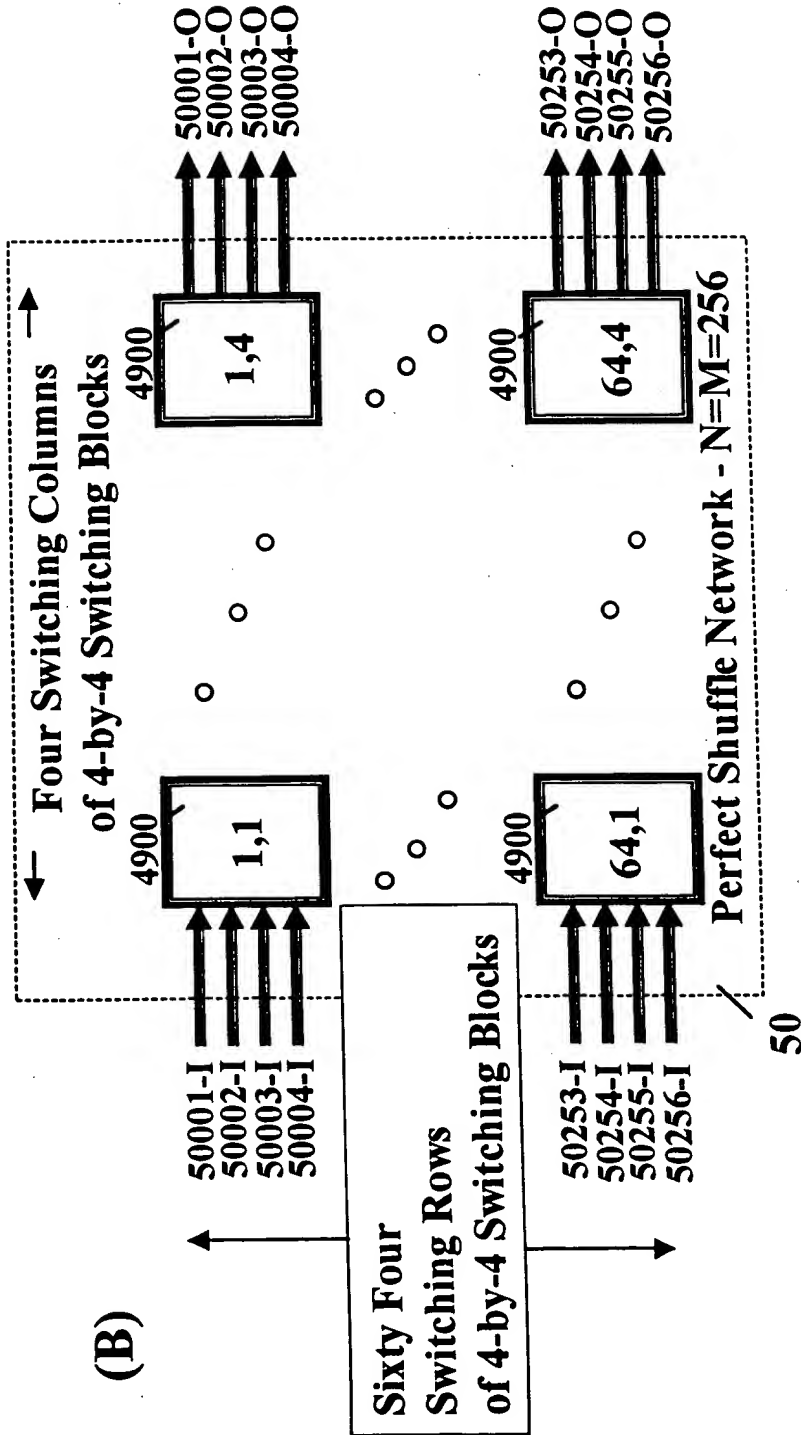 (B)
Four Switching Columns
of 4-by-4 Switching Blocks
4900
1,1
4900
1,4
50001-I
50002-I
50003-I
50004-I
50001-O
50002-O
50003-O
50004-O
Sixty Four
Switching Rows
of 4-by-4 Switching Blocks
4900
64,1
4900
64,4
50253-I
50254-I
50255-I
50256-I
50253-O
50254-O
50255-O
50256-O
Perfect Shuffle Network - N=M=256
50